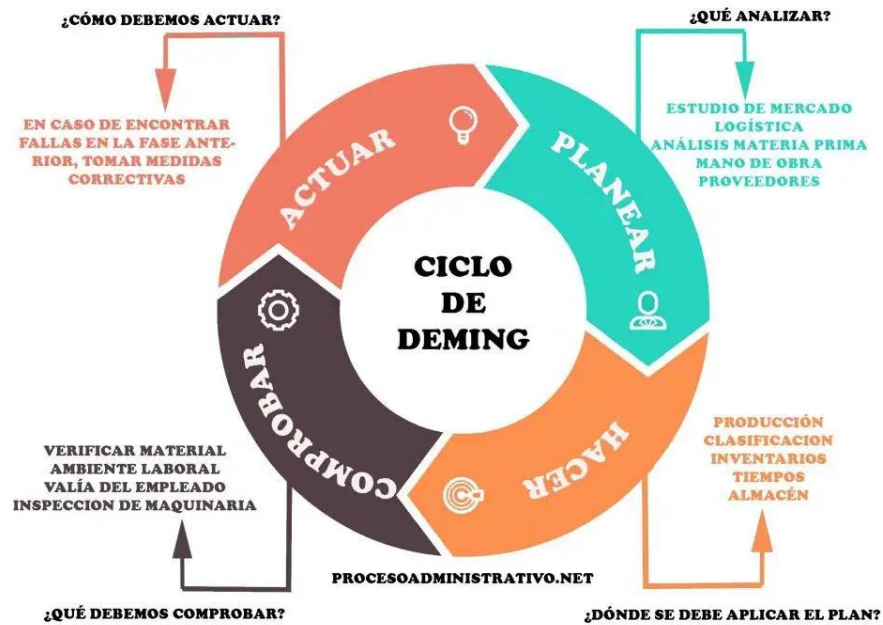 ¿CÓMO DEBEMOS ACTUAR?
EN CASO DE ENCONTRAR
FALLAS EN LA FASE ANTE-
RIOR, TOMAR MEDIDAS
CORRECTIVAS
¿QUÉ ANALIZAR?
ESTUDIO DE MERCADO
LOGÍSTICA
ANÁLISIS MATERIA PRIMA
MANO DE OBRA
PROVEEDORES
ACTUAR
PLANEAR
CICLO
DE
DEMING
COMPROBAR
HACER
VERIFICAR MATERIAL
AMBIENTE LABORAL
VALÍA DEL EMPLEADO
INSPECCION DE MAQUINARIA
¿QUÉ DEBEMOS COMPROBAR?
PRODUCCIÓN
CLASIFICACION
INVENTARIOS
TIEMPOS
ALMACÉN
¿DÓNDE SE DEBE APLICAR EL PLAN?
PROCESOADMINISTRATIVO.NET